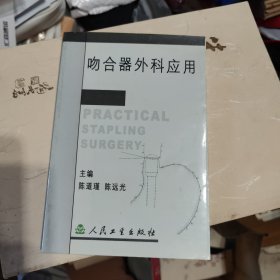 吻合器外科应用
PRACTICAL
STAPLING
SURGERY
主编
陈道瑾 陈远光
人民卫生出版社